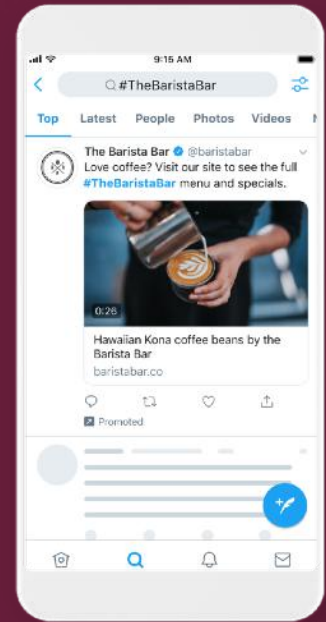 9:15 AM
#TheBaristaBar
Top Latest People Photos Videos
The Barista Bar @baristabar
Love coffee? Visit our site to see the full
#TheBaristaBar menu and specials.
0:26
Hawaiian Kona coffee beans by the
Barista Bar
baristabar.co
Promoted